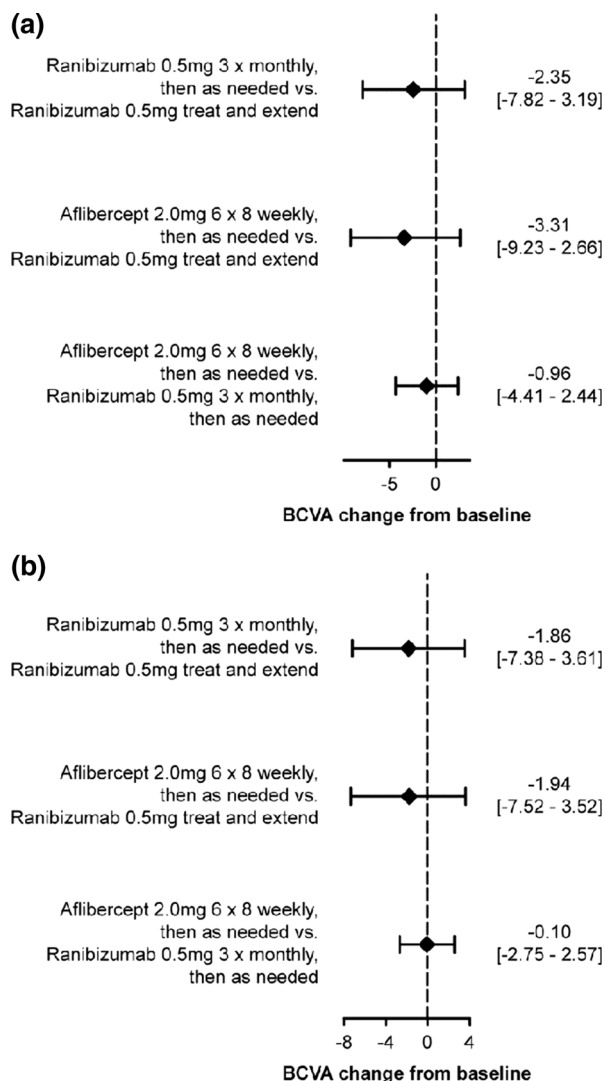 (a)
Ranibizumab 0.5mg 3 x monthly,
then as needed vs.
Ranibizumab 0.5mg treat and extend
-2.35
[-7.82 - 3.19]
Aflibercept 2.0mg 6 x 8 weekly,
then as needed vs.
Ranibizumab 0.5mg treat and extend
-3.31
[-9.23 - 2.66]
Aflibercept 2.0mg 6 x 8 weekly,
then as needed vs.
Ranibizumab 0.5mg 3 x monthly,
then as needed
-0.96
[-4.41 - 2.44]
-5 0
BCVA change from baseline
(b)
Ranibizumab 0.5mg 3 x monthly,
then as needed vs.
Ranibizumab 0.5mg treat and extend
-1.86
[-7.38 - 3.61]
Aflibercept 2.0mg 6 x 8 weekly,
then as needed vs.
Ranibizumab 0.5mg treat and extend
-1.94
[-7.52 - 3.52]
Aflibercept 2.0mg 6 x 8 weekly,
then as needed vs.
Ranibizumab 0.5mg 3 x monthly,
then as needed
-0.10
[-2.75 - 2.57]
-8 -4 0 4
BCVA change from baseline